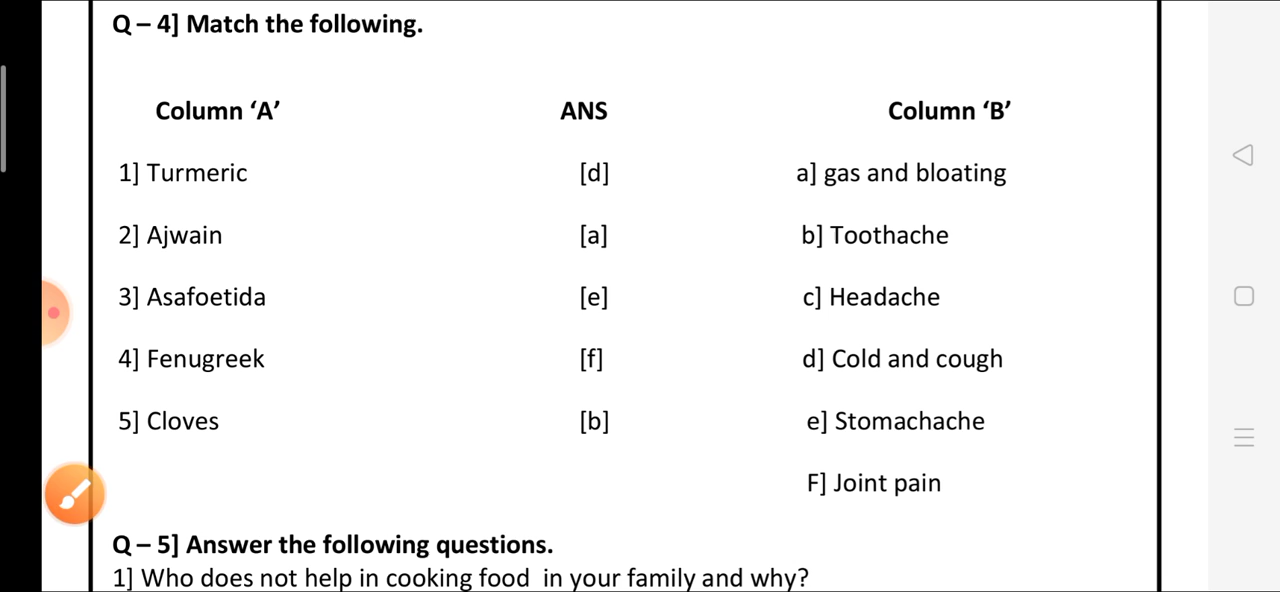 Q – 4] Match the following.
Column ‘A’ ANS Column ‘B’
1] Turmeric [d] a] gas and bloating
2] Ajwain [a] b] Toothache
3] Asafoetida [e] c] Headache
4] Fenugreek [f] d] Cold and cough
5] Cloves [b] e] Stomachache
F] Joint pain
Q – 5] Answer the following questions.
1] Who does not help in cooking food in your family and why?